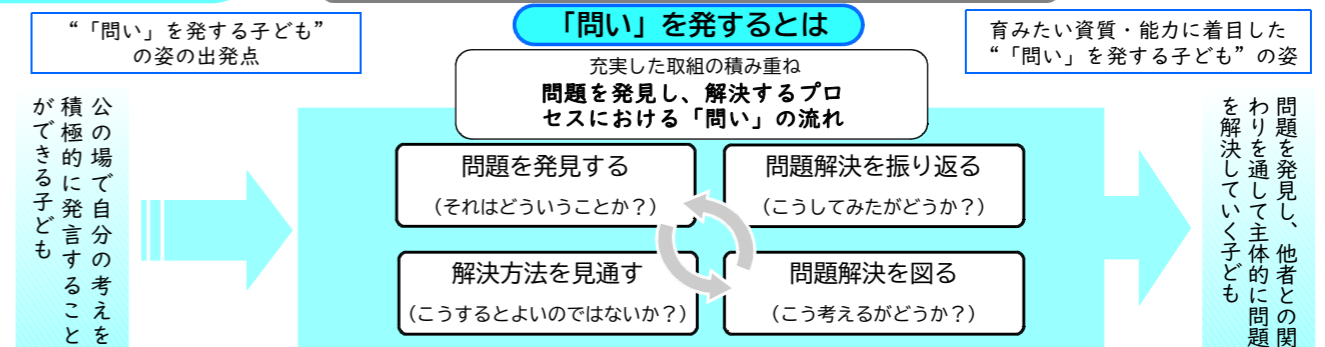 「問い」を発するとは
“「問い」を発する子ども”
の姿の出発点
公の場で自分の考えを
積極的に発言すること
ができる子ども
充実した取組の積み重ね
問題を発見し、解決するプロ
セスにおける「問い」の流れ
問題を発見する
（それはどういうことか？）
解決方法を見通す
（こうするとよいのではないか？）
問題解決を図る
（こう考えるがどうか？）
問題解決を振り返る
（こうしてみたがどうか？）
育みたい資質・能力に着目した
“「問い」を発する子ども”の姿
問題を発見し、他者との関
わりを通して主体的に問題
を解決していく子ども